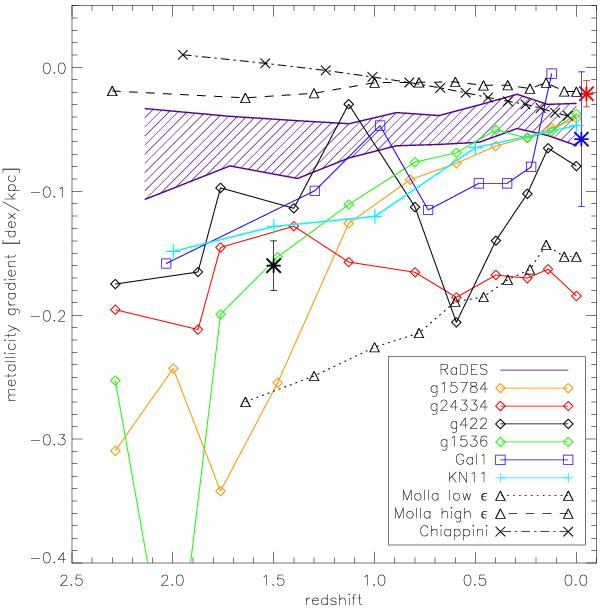 metallicity gradient [dex/kpc]
0.0
−0.1
−0.2
−0.3
−0.4
RaDES
g15784
g24334
g422
g1536
Gal1
KN11
Molla low ϵ
Molla high ϵ
Chiappini
2.5 2.0 1.5 1.0 0.5 0.0
redshift